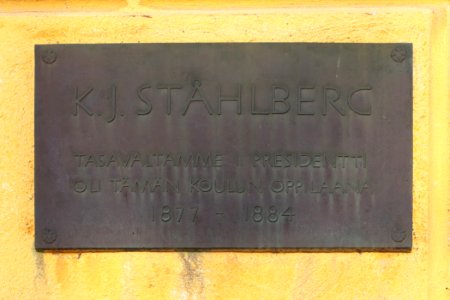 K.J. STÅHLBERG
TASAVALTAMME I PRESIDENTTI
OLI TÄMÄN KOULUN OPPILAANA
1877 - 1884